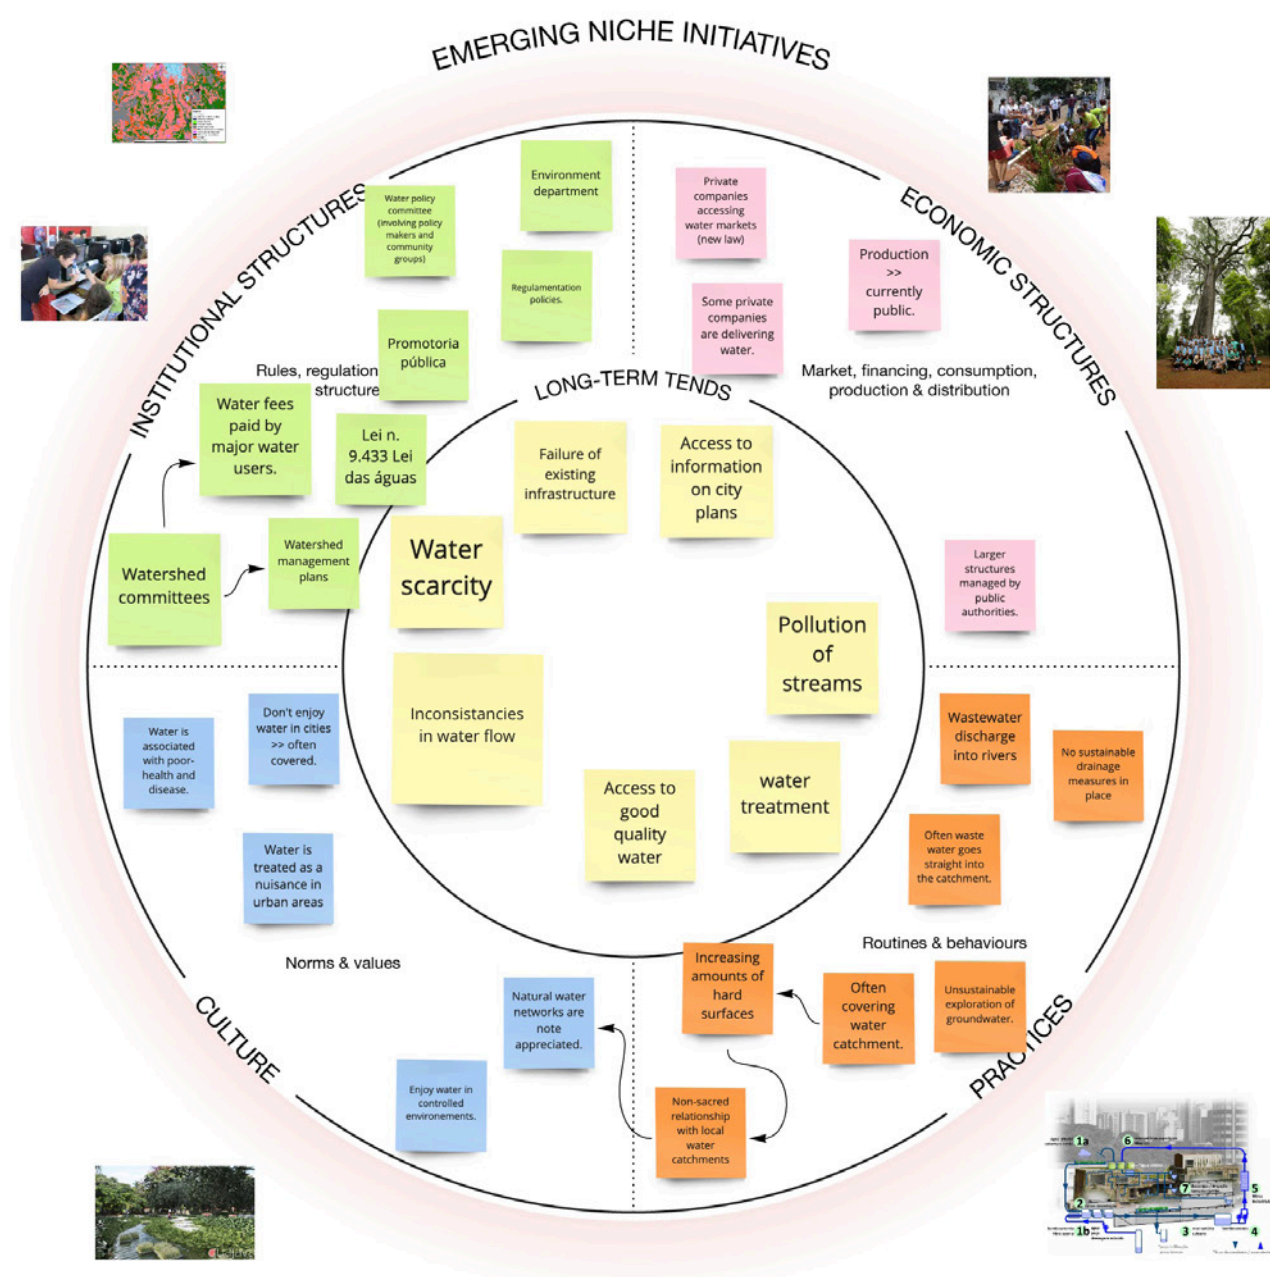 EMERGING NICHE INITIATIVES
INSTITUTIONAL STRUCTURES
Environment
department
Water policy
committee
(involving policy
makers and
community
groups)
Regulamentation
policies.
Promotoria
pública
Rules, regulation
structure
Water fees
paid by
major water
users.
Lei n.
9.433 Lei
das águas
Watershed
committees
Watershed
management
plans
ECONOMIC STRUCTURES
Private
companies
accessing
water markets
(new law)
Production
>>
currently
public.
Some private
companies
are delivering
water.
Market, financing, consumption,
production & distribution
Larger
structures
managed by
public
authorities.
LONG-TERM TENDS
Failure of
existing
infrastructure
Access to
information
on city
plans
Water
scarcity
Pollution
of
streams
Inconsistancies
in water flow
Access to
good
quality
water
water
treatment
Water is
associated
with poor-
health and
disease.
Don't enjoy
water in cities
>> often
covered.
Water is
treated as a
nuisance in
urban areas
Norms & values
CULTURE
Natural water
networks are
note
appreciated.
Enjoy water in
controlled
environements.
Wastewater
discharge
into rivers
No sustainable
drainage
measures in
place
Often waste
water goes
straight into
the catchment.
Routines & behaviours
PRACTICES
Increasing
amounts of
hard
surfaces
Often
covering
water
catchment.
Unsustainable
exploration of
groundwater.
Non-sacred
relationship
with local
water
catchments
1a
6
5
7
2
1b
3
4